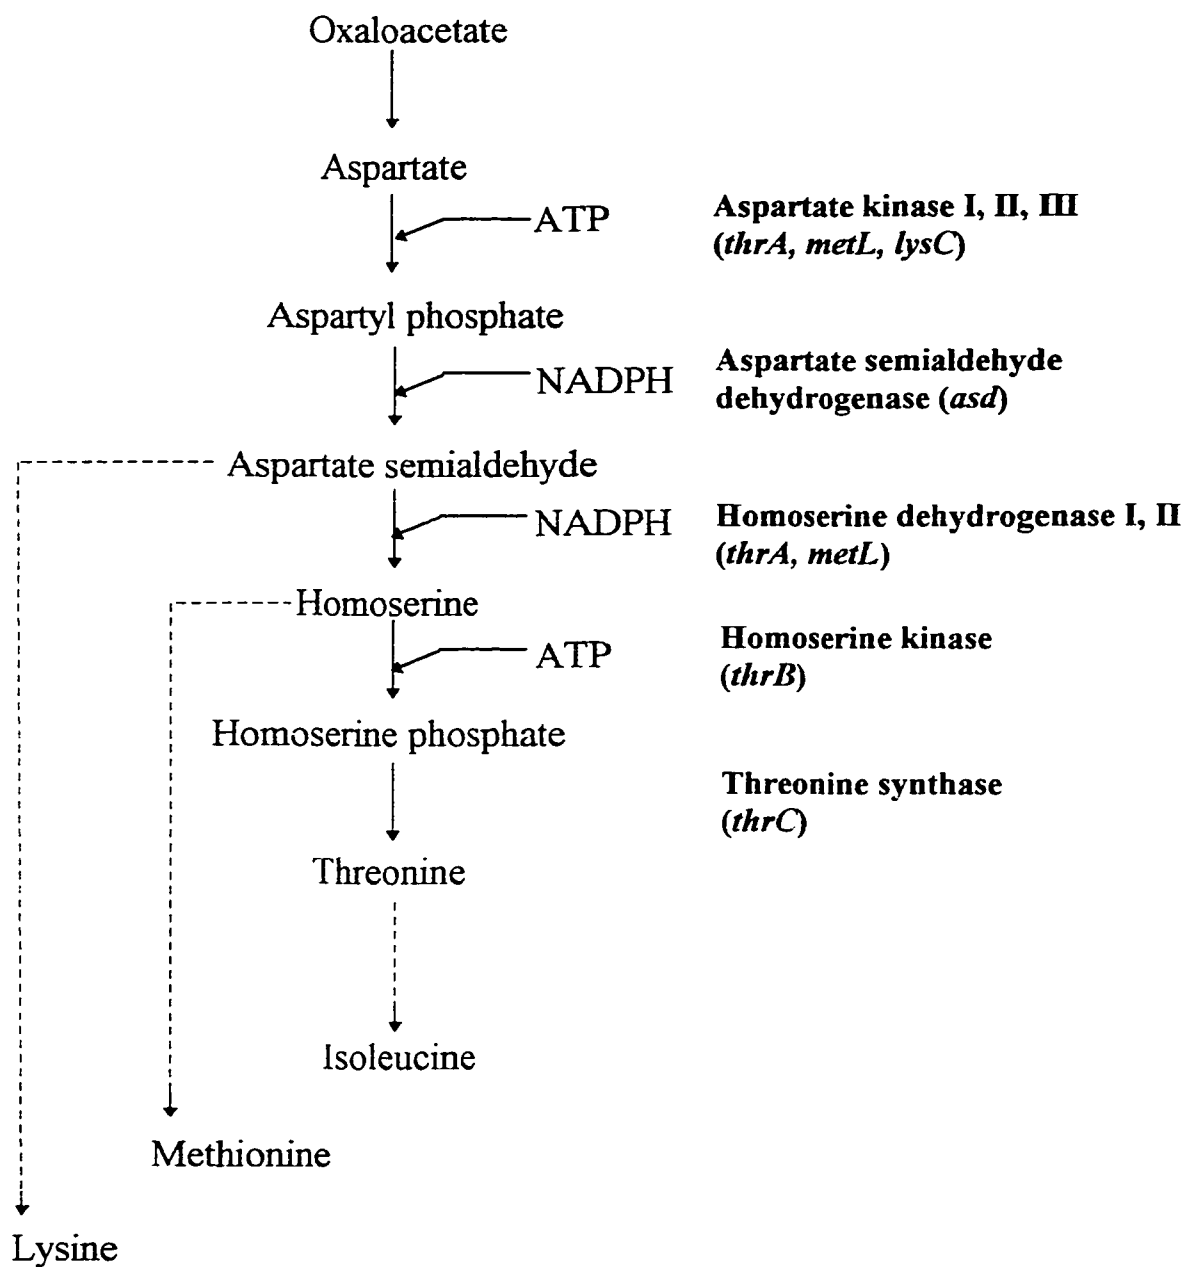 Oxaloacetate
Aspartate
ATP
Aspartate kinase I, II, III
(thrA, metL, lysC)
Aspartyl phosphate
NADPH
Aspartate semialdehyde
dehydrogenase (asd)
Aspartate semialdehyde
NADPH
Homoserine dehydrogenase I, II
(thrA, metL)
Homoserine
ATP
Homoserine kinase
(thrB)
Homoserine phosphate
Threonine synthase
(thrC)
Threonine
Isoleucine
Methionine
Lysine